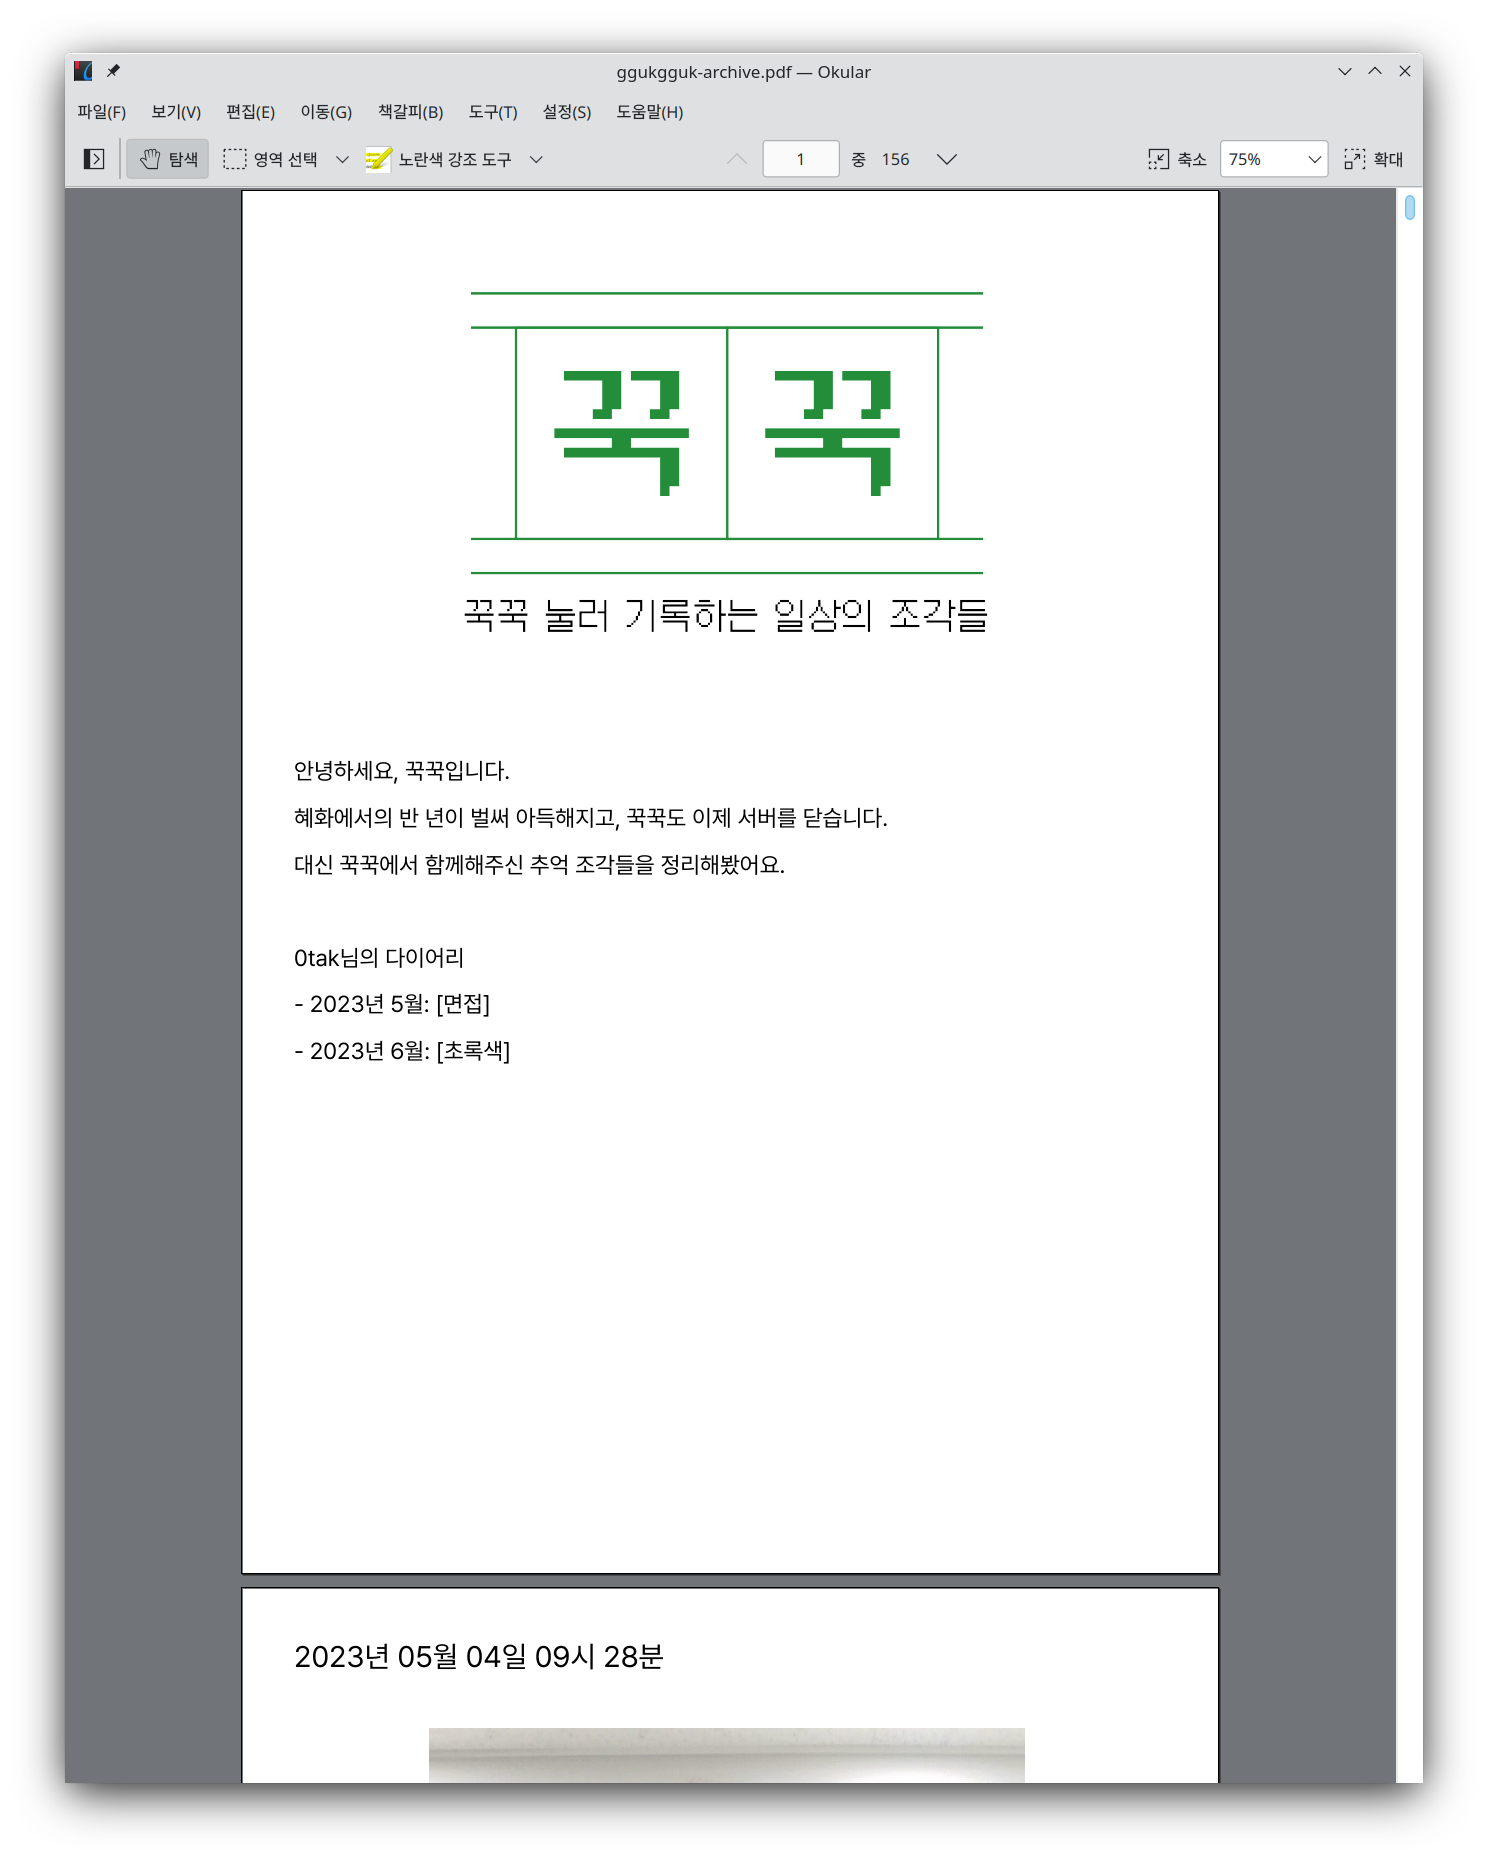 ggukgguk-archive.pdf — Okular
파일(F) 보기(V) 편집(E) 이동(G) 책갈피(B) 도구(T) 설정(S) 도움말(H)
탐색 영역 선택 노란색 강조 도구 1 중 156 축소 75% 확대
꾹 꾹
꾹꾹 눌러 기록하는 일상의 조각들
안녕하세요, 꾹꾹입니다.
혜화에서의 반 년이 벌써 아득해지고, 꾹꾹도 이제 서버를 닫습니다.
대신 꾹꾹에서 함께해주신 추억 조각들을 정리해봤어요.
0tak님의 다이어리
- 2023년 5월: [면접]
- 2023년 6월: [초록색]
2023년 05월 04일 09시 28분